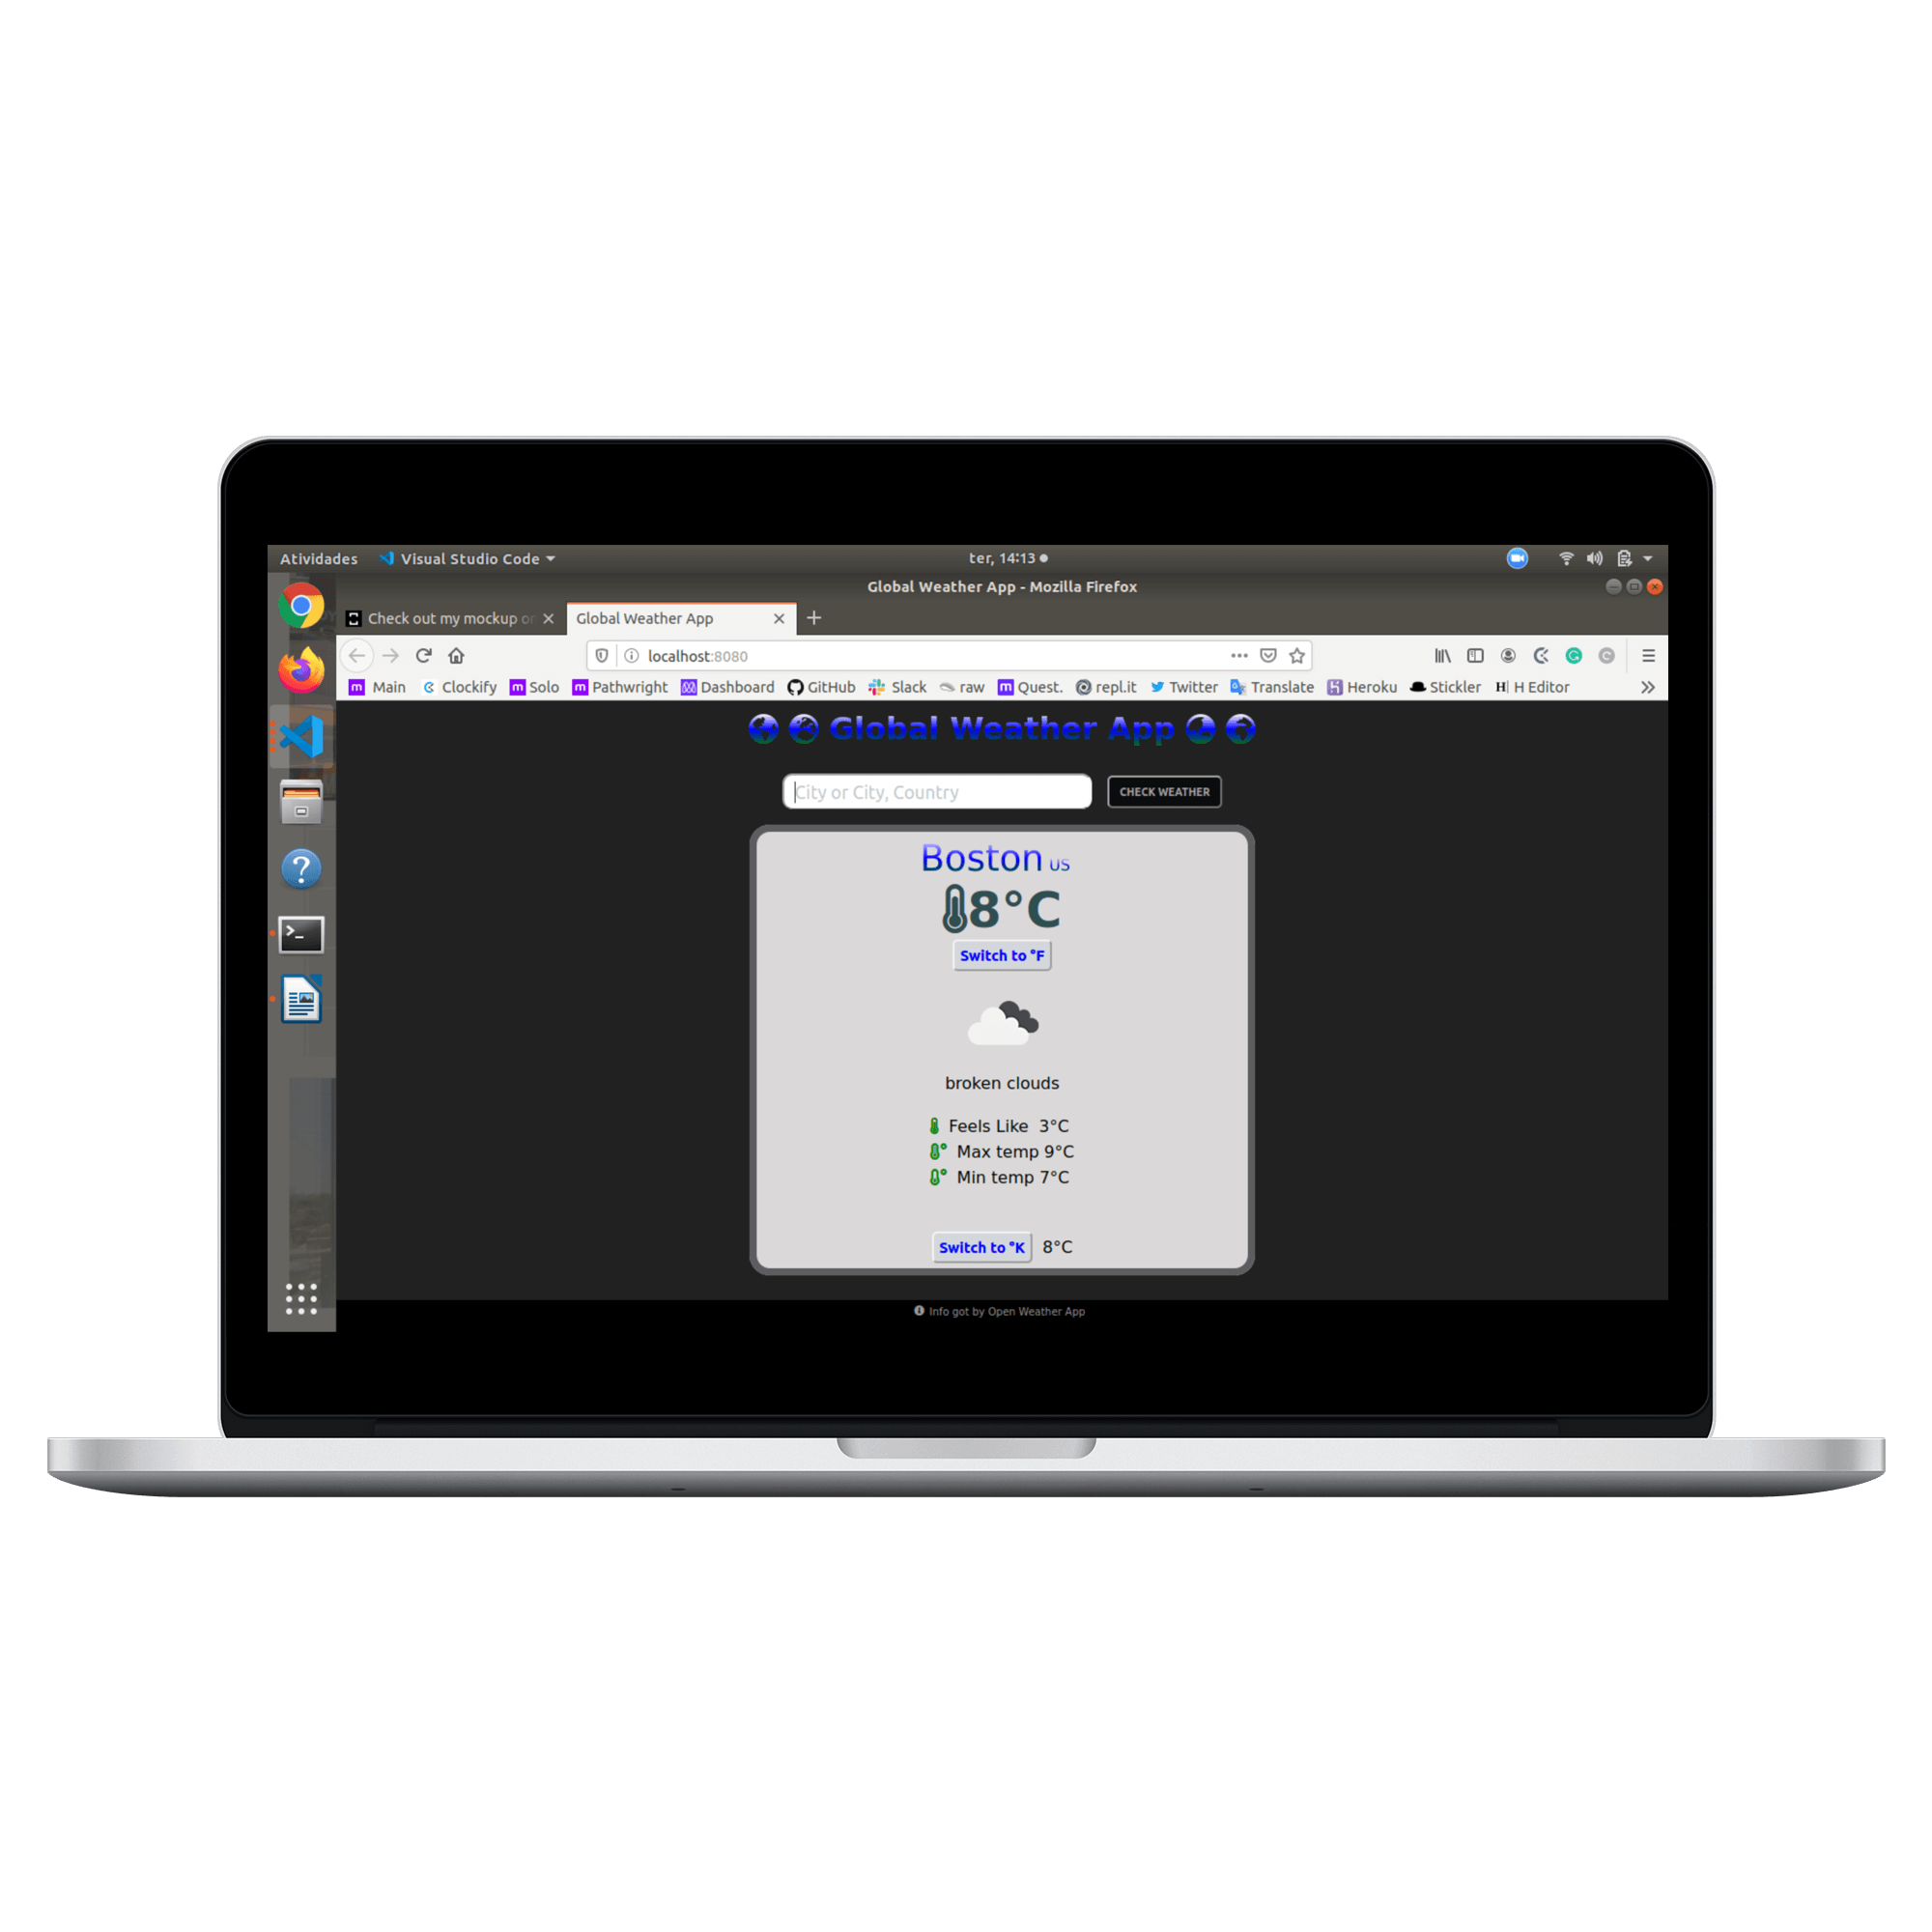 Atividades Visual Studio Code ter, 14:13
Global Weather App - Mozilla Firefox
Check out my mockup Global Weather App
localhost:8080
Main Clockify Solo Pathwright Dashboard GitHub Slack raw Quest. repl.it Twitter Translate Heroku Stickler H Editor
Global Weather App
City or City, Country CHECK WEATHER
Boston US
8°C
Switch to °F
broken clouds
Feels Like 3°C
Max temp 9°C
Min temp 7°C
Switch to °K 8°C
Info got by Open Weather App